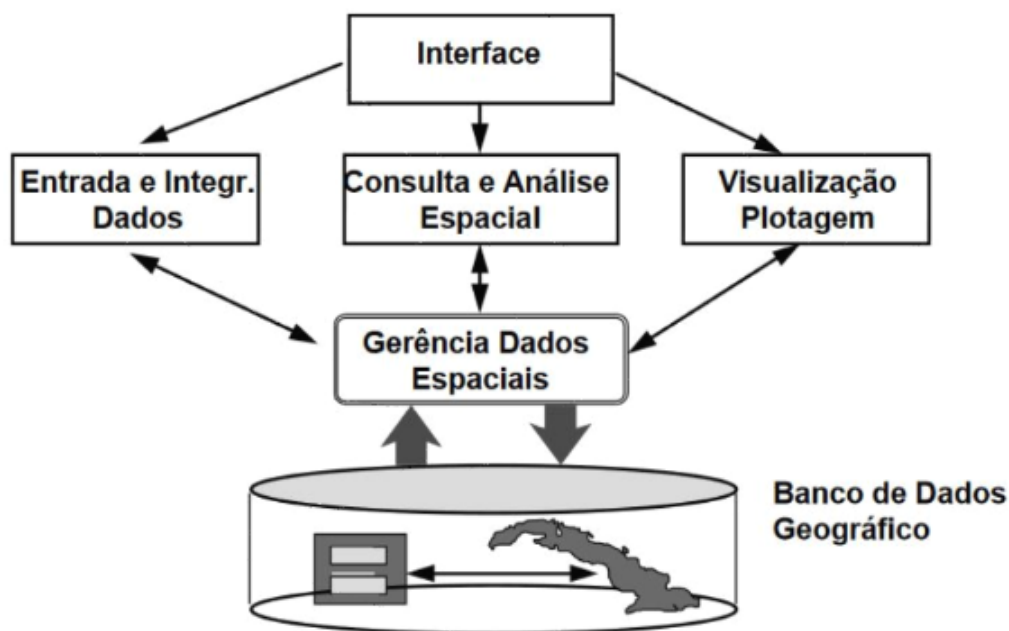 Interface
Entrada e Integr.
Dados
Consulta e Análise
Espacial
Visualização
Plotagem
Gerência Dados
Espaciais
Banco de Dados
Geográfico